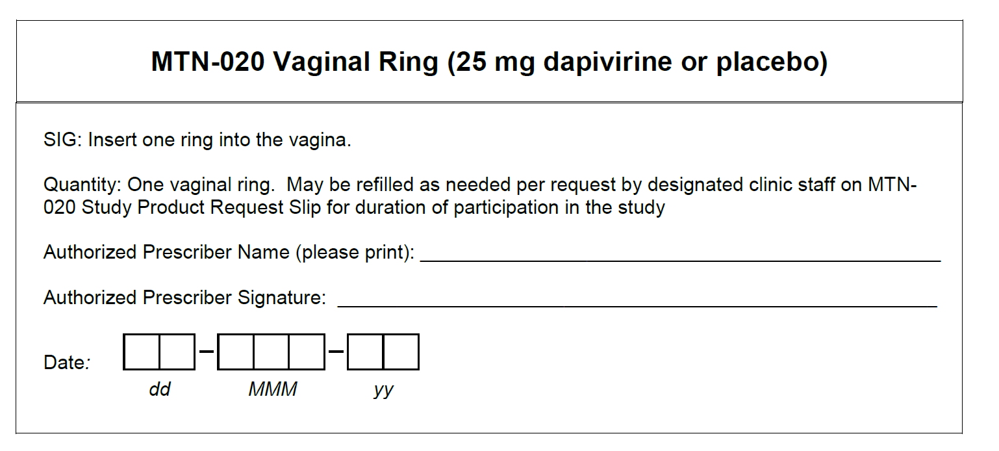 MTN-020 Vaginal Ring (25 mg dapivirine or placebo)
SIG: Insert one ring into the vagina.
Quantity: One vaginal ring.  May be refilled as needed per request by designated clinic staff on MTN-
020 Study Product Request Slip for duration of participation in the study
Authorized Prescriber Name (please print): ______________________________________________
Authorized Prescriber Signature: _____________________________________________________
Date:
dd MMM yy